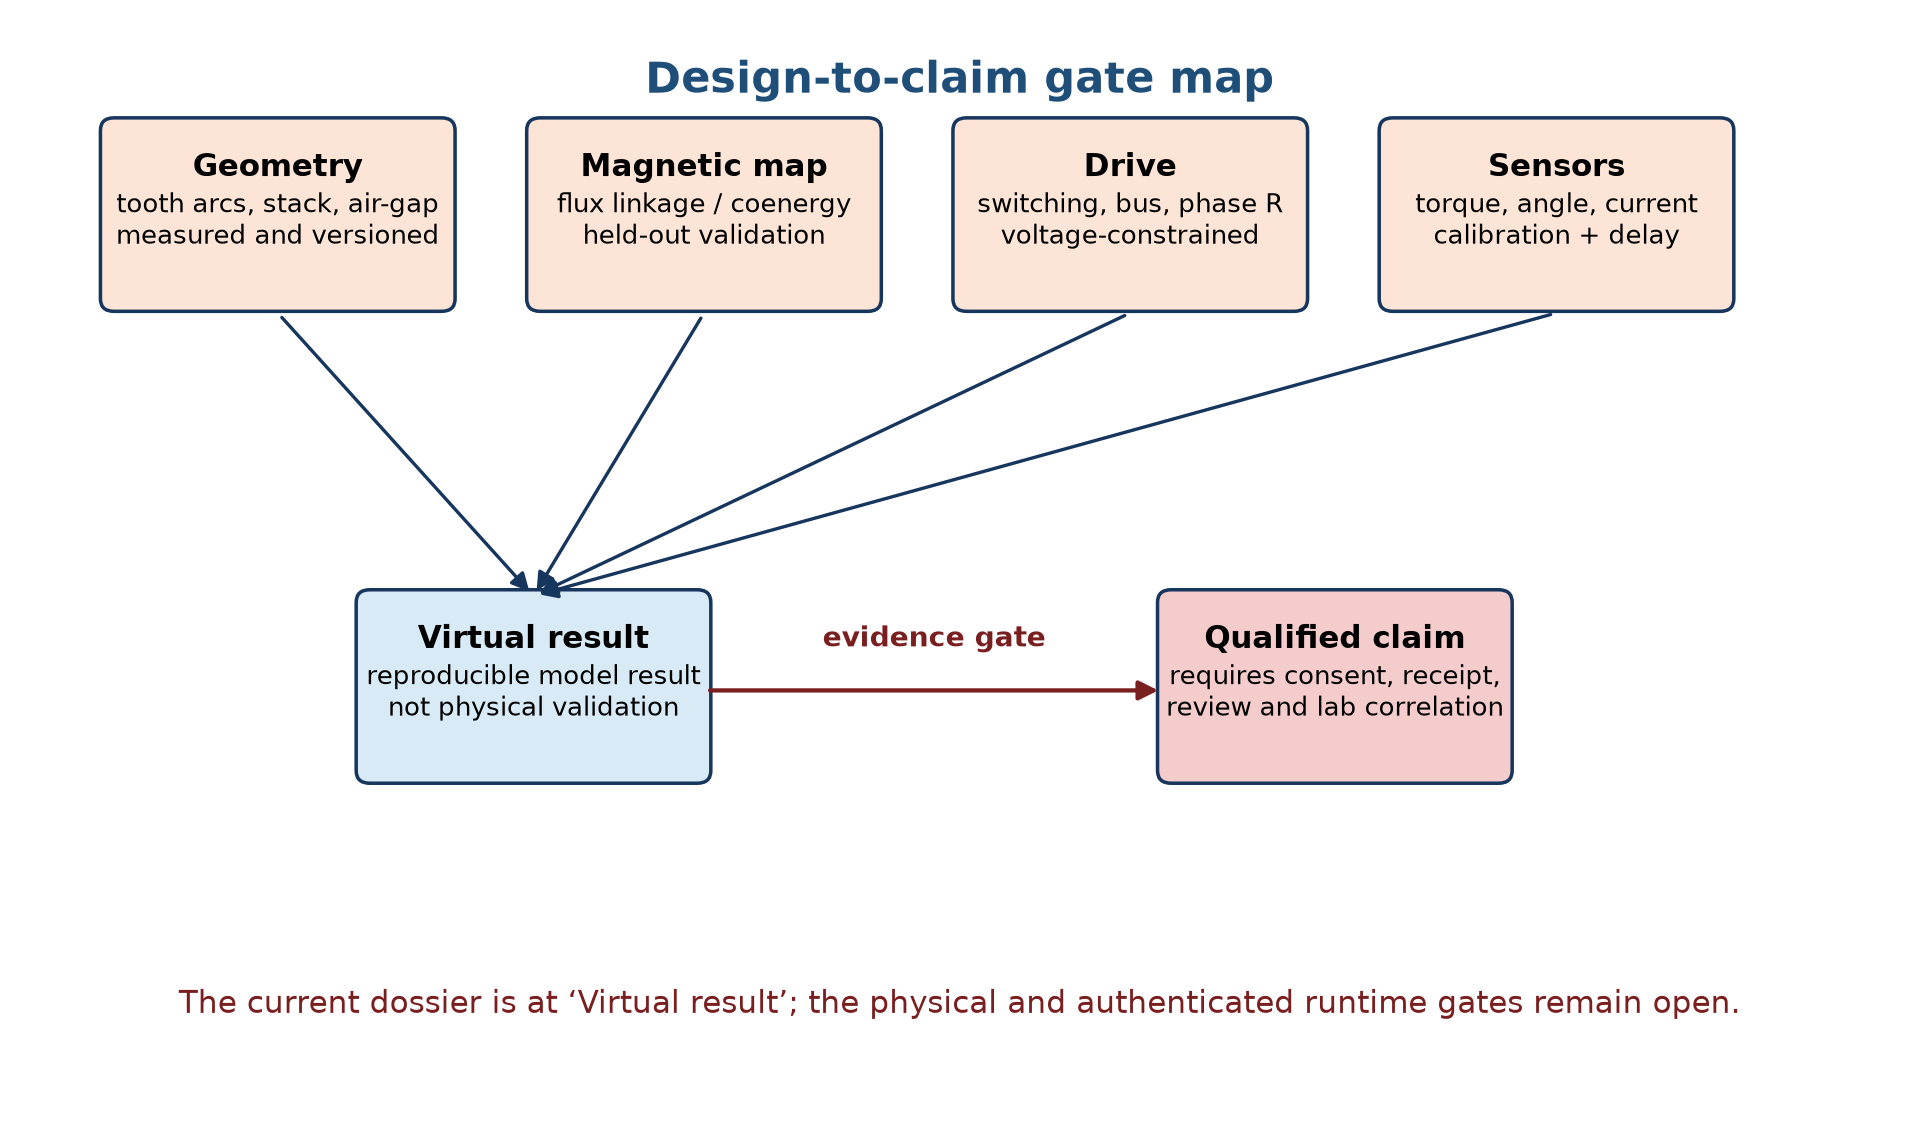 Design-to-claim gate map
Geometry
tooth arcs, stack, air-gap
measured and versioned
Magnetic map
flux linkage / coenergy
held-out validation
Drive
switching, bus, phase R
voltage-constrained
Sensors
torque, angle, current
calibration + delay
Virtual result
reproducible model result
not physical validation
evidence gate
Qualified claim
requires consent, receipt,
review and lab correlation
The current dossier is at ‘Virtual result’; the physical and authenticated runtime gates remain open.